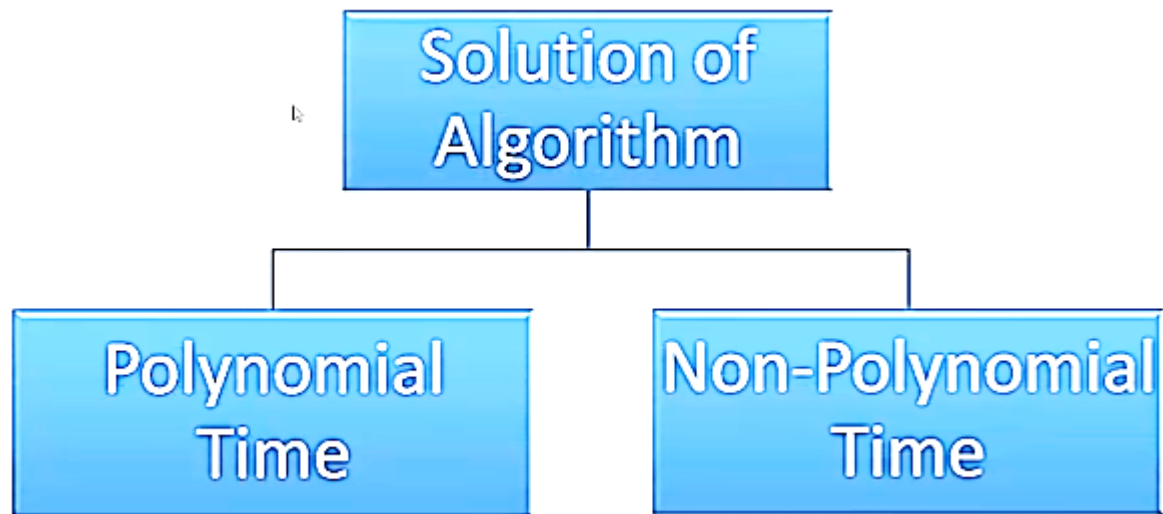 Solution of
Algorithm
Polynomial
Time
Non-Polynomial
Time